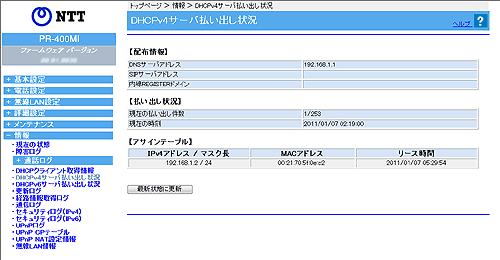 トップページ > 情報 > DHCPv4サーバ払い出し状況
NTT
DHCPv4サーバ払い出し状況
ヘルプ ?
PR-400MI
ファームウェア バージョン
【配布情報】
DNSサーバアドレス 192.168.1.1
SIPサーバアドレス
内線REGISTERドメイン
【払い出し状況】
現在の払い出し件数 1/253
現在の時刻 2011/01/07 02:19:00
【アサインテーブル】
IPv4アドレス / マスク長 MACアドレス リース時間
192.168.1.2 / 24 2011/01/07 05:29:54
最新状態に更新
+ 基本設定
+ 電話設定
+ 無線LAN設定
+ 詳細設定
+ メンテナンス
- 情報
・現在の状態
・障害ログ
+ 通話ログ
・DHCPクライアント取得情報
・DHCPv4サーバ払い出し状況
・DHCPv6サーバ払い出し状況
・更新ログ
・経路情報取得ログ
・通信ログ
・セキュリティログ(IPv4)
・セキュリティログ(IPv6)
・UPnPログ
・UPnP CPテーブル
・UPnP NAT設定情報
・無線LAN情報